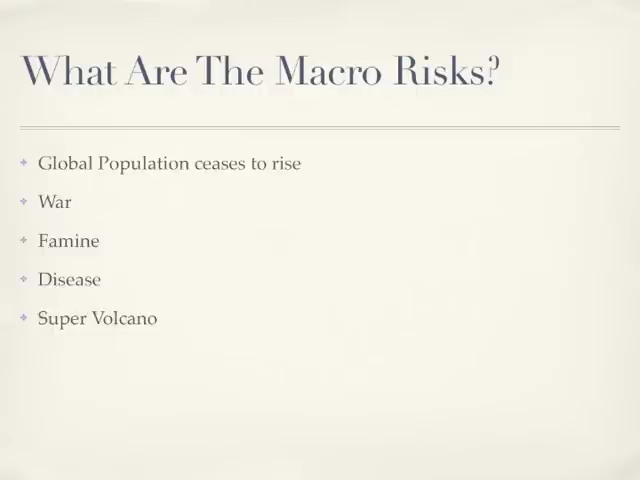 What Are The Macro Risks?
Global Population ceases to rise
War
Famine
Disease
Super Volcano